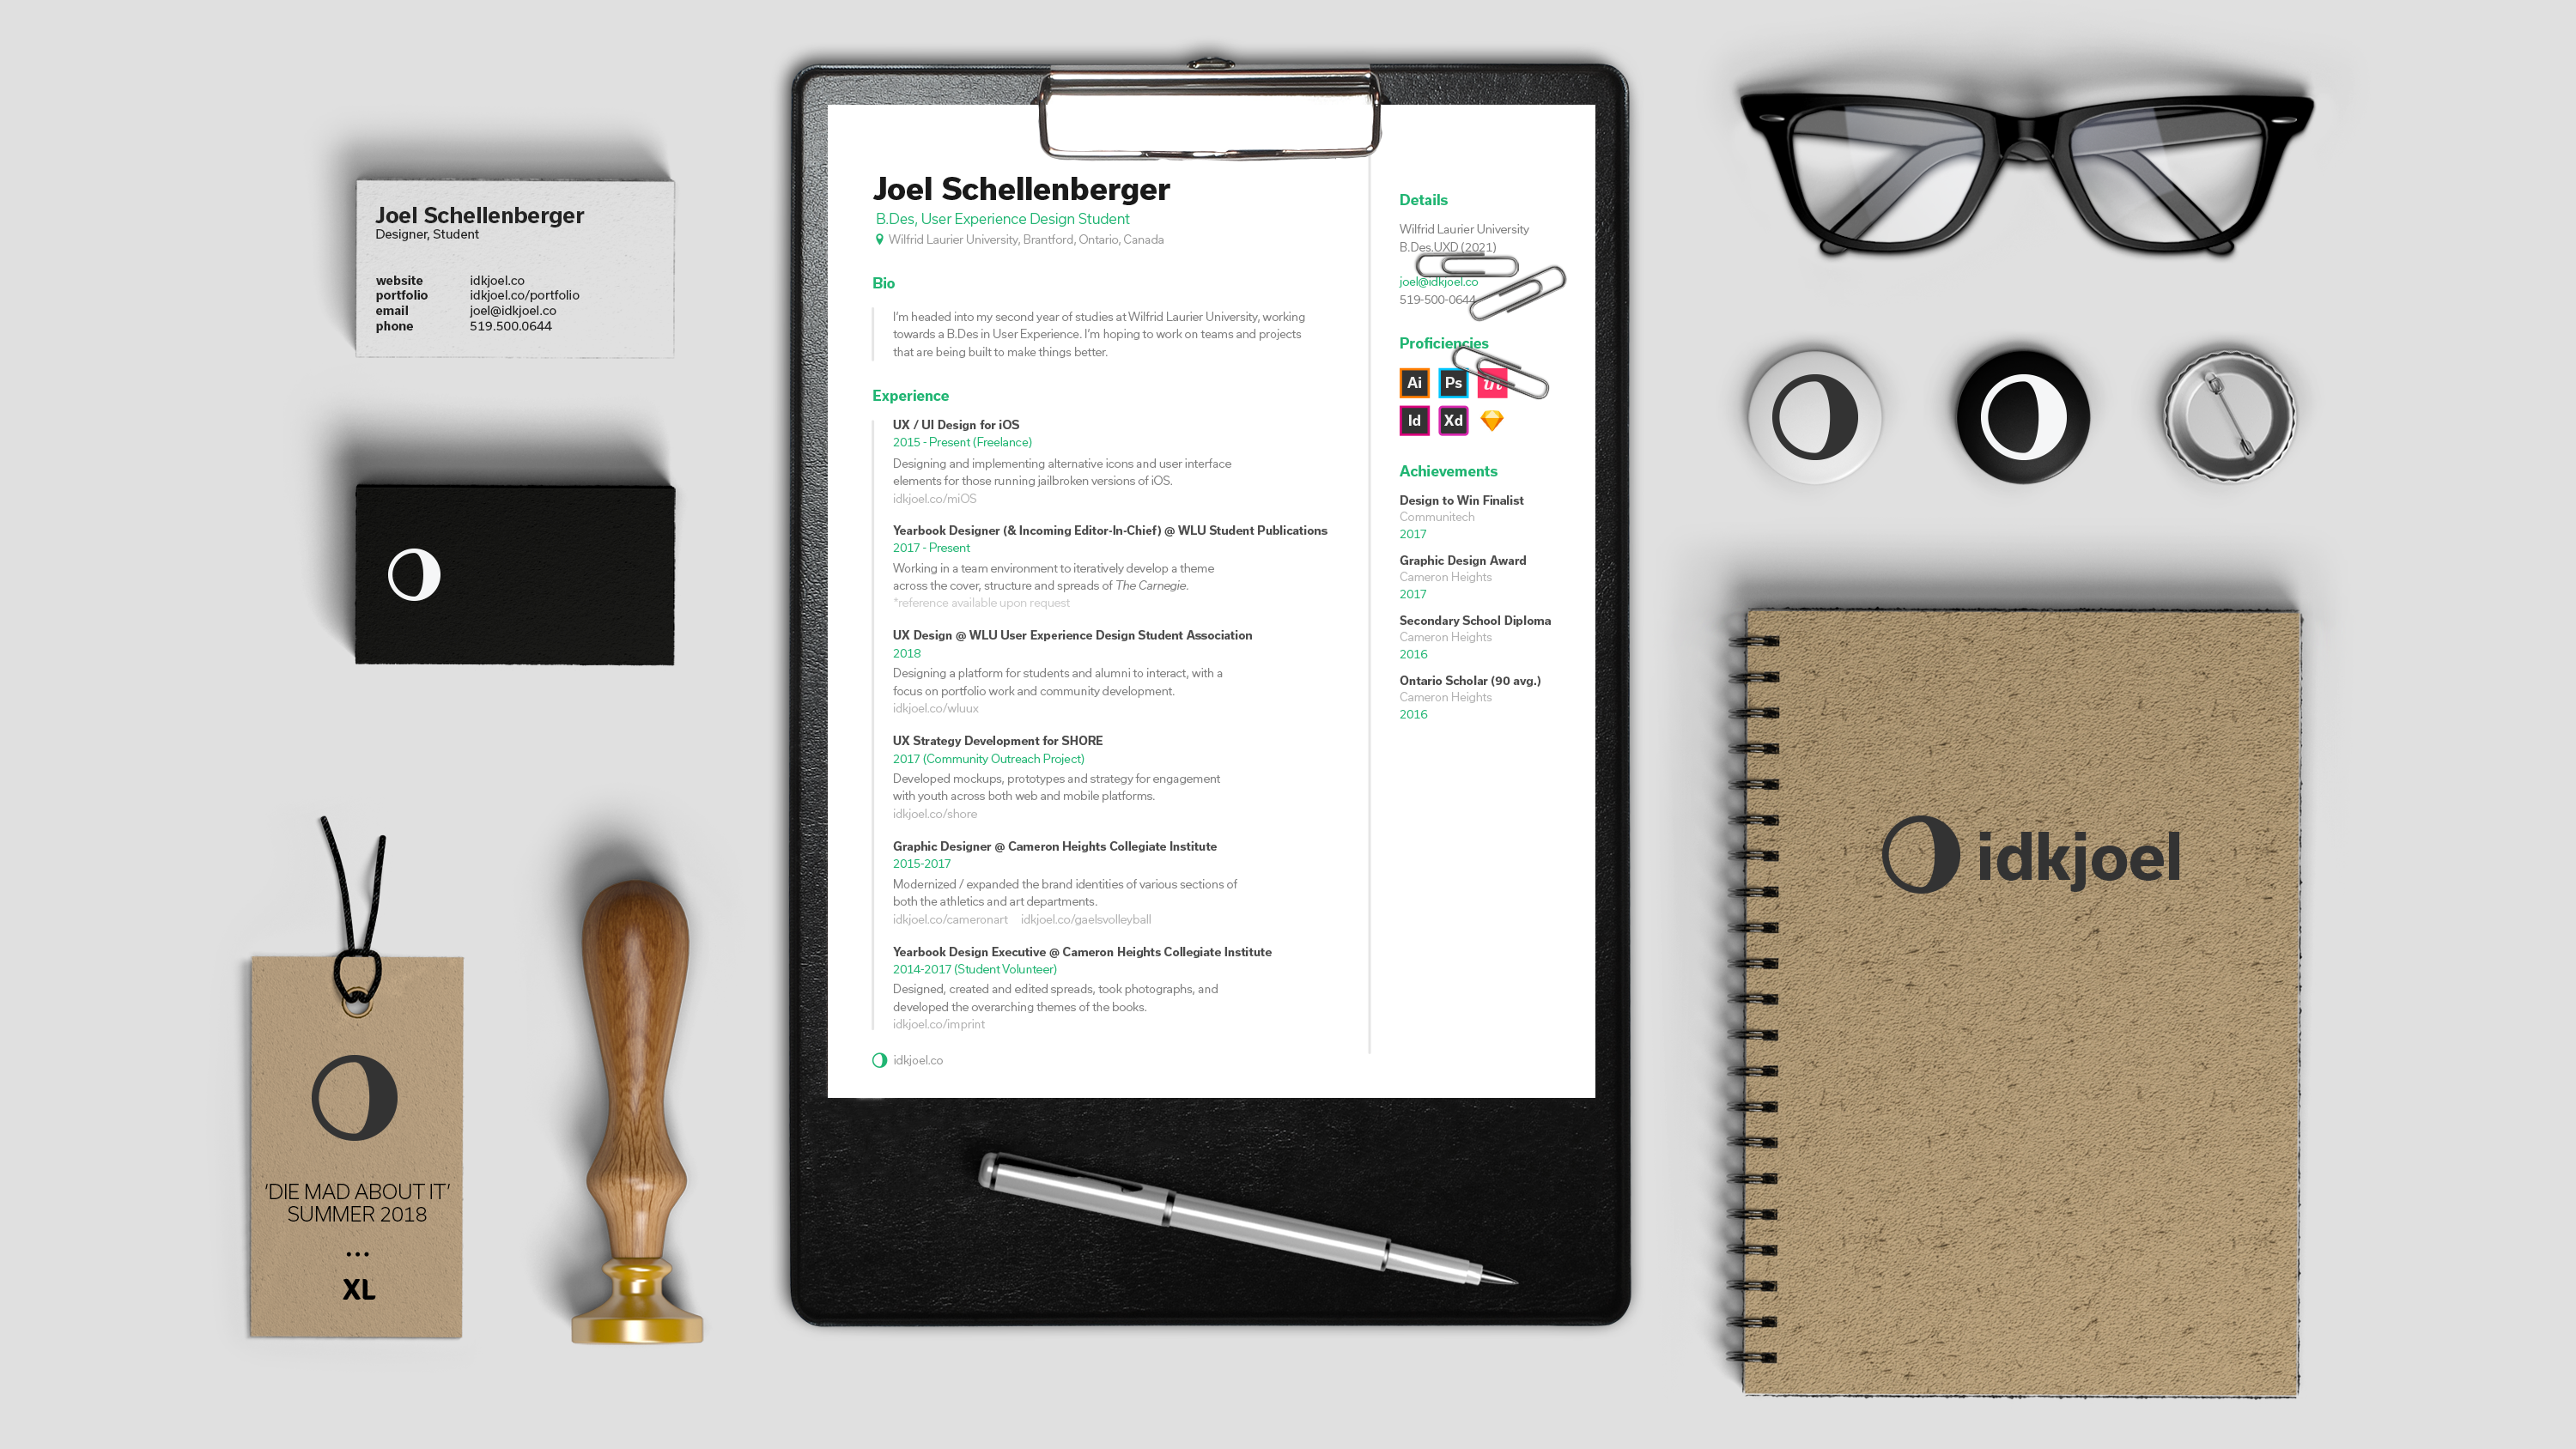 Joel Schellenberger
Designer, Student
website idkjoel.co
portfolio idkjoel.co/portfolio
email joel@idkjoel.co
phone 519.500.0644
'DIE MAD ABOUT IT'
SUMMER 2018
...
XL
Joel Schellenberger
B.Des, User Experience Design Student
Wilfrid Laurier University, Brantford, Ontario, Canada
Bio
I'm headed into my second year of studies at Wilfrid Laurier University, working
towards a B.Des in User Experience. I'm hoping to work on teams and projects
that are being built to make things better.
Experience
UX / UI Design for iOS
2015 - Present (Freelance)
Designing and implementing alternative icons and user interface
elements for those running jailbroken versions of iOS.
idkjoel.co/miOS
Yearbook Designer (& Incoming Editor-In-Chief) @ WLU Student Publications
2017 - Present
Working in a team environment to iteratively develop a theme
across the cover, structure and spreads of The Carnegie.
*reference available upon request
UX Design @ WLU User Experience Design Student Association
2018
Designing a platform for students and alumni to interact, with a
focus on portfolio work and community development.
idkjoel.co/wluux
UX Strategy Development for SHORE
2017 (Community Outreach Project)
Developed mockups, prototypes and strategy for engagement
with youth across both web and mobile platforms.
idkjoel.co/shore
Graphic Designer @ Cameron Heights Collegiate Institute
2015-2017
Modernized / expanded the brand identities of various sections of
both the athletics and art departments.
idkjoel.co/cameronart idkjoel.co/gaelsvolleyball
Yearbook Design Executive @ Cameron Heights Collegiate Institute
2014-2017 (Student Volunteer)
Designed, created and edited spreads, took photographs, and
developed the overarching themes of the books.
idkjoel.co/imprint
idkjoel.co
Details
Wilfrid Laurier University
B.Des.UXD (2021)
joel@idkjoel.co
519-500-0644
Proficiencies
Ai Ps in
Id Xd
Achievements
Design to Win Finalist
Communitech
2017
Graphic Design Award
Cameron Heights
2017
Secondary School Diploma
Cameron Heights
2016
Ontario Scholar (90 avg.)
Cameron Heights
2016
idkjoel